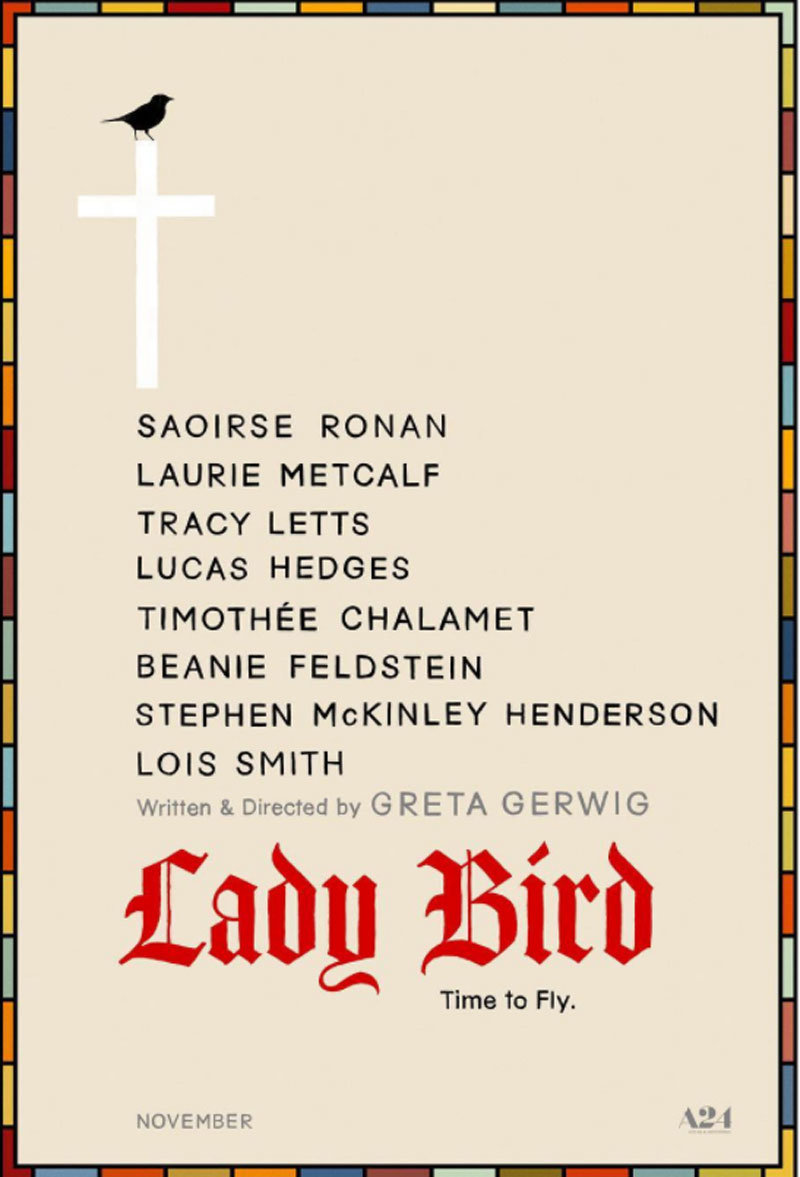 SAOIRSE RONAN
LAURIE METCALF
TRACY LETTS
LUCAS HEDGES
TIMOTHÉE CHALAMET
BEANIE FELDSTEIN
STEPHEN McKINLEY HENDERSON
LOIS SMITH
Written & Directed by GRETA GERWIG
Lady Bird
Time to Fly.
NOVEMBER
A24